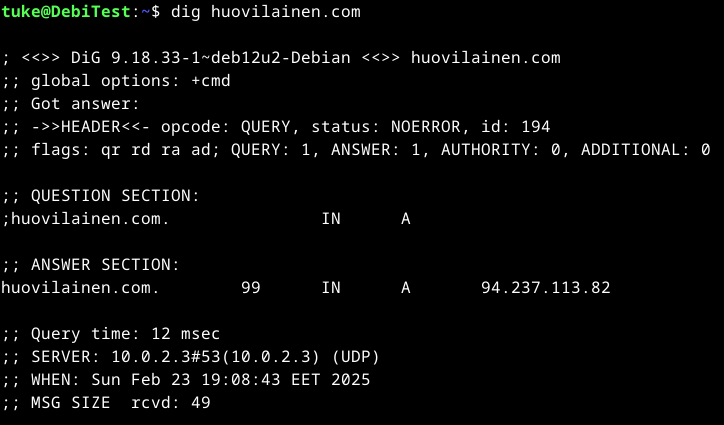 tuke@DebiTest:~$ dig huovilainen.com

; <<>> DiG 9.18.33-1~deb12u2-Debian <<>> huovilainen.com
;; global options: +cmd
;; Got answer:
;; ->>HEADER<<- opcode: QUERY, status: NOERROR, id: 194
;; flags: qr rd ra ad; QUERY: 1, ANSWER: 1, AUTHORITY: 0, ADDITIONAL: 0

;; QUESTION SECTION:
;huovilainen.com.               IN      A

;; ANSWER SECTION:
huovilainen.com.        99      IN      A       94.237.113.82

;; Query time: 12 msec
;; SERVER: 10.0.2.3#53(10.0.2.3) (UDP)
;; WHEN: Sun Feb 23 19:08:43 EET 2025
;; MSG SIZE  rcvd: 49